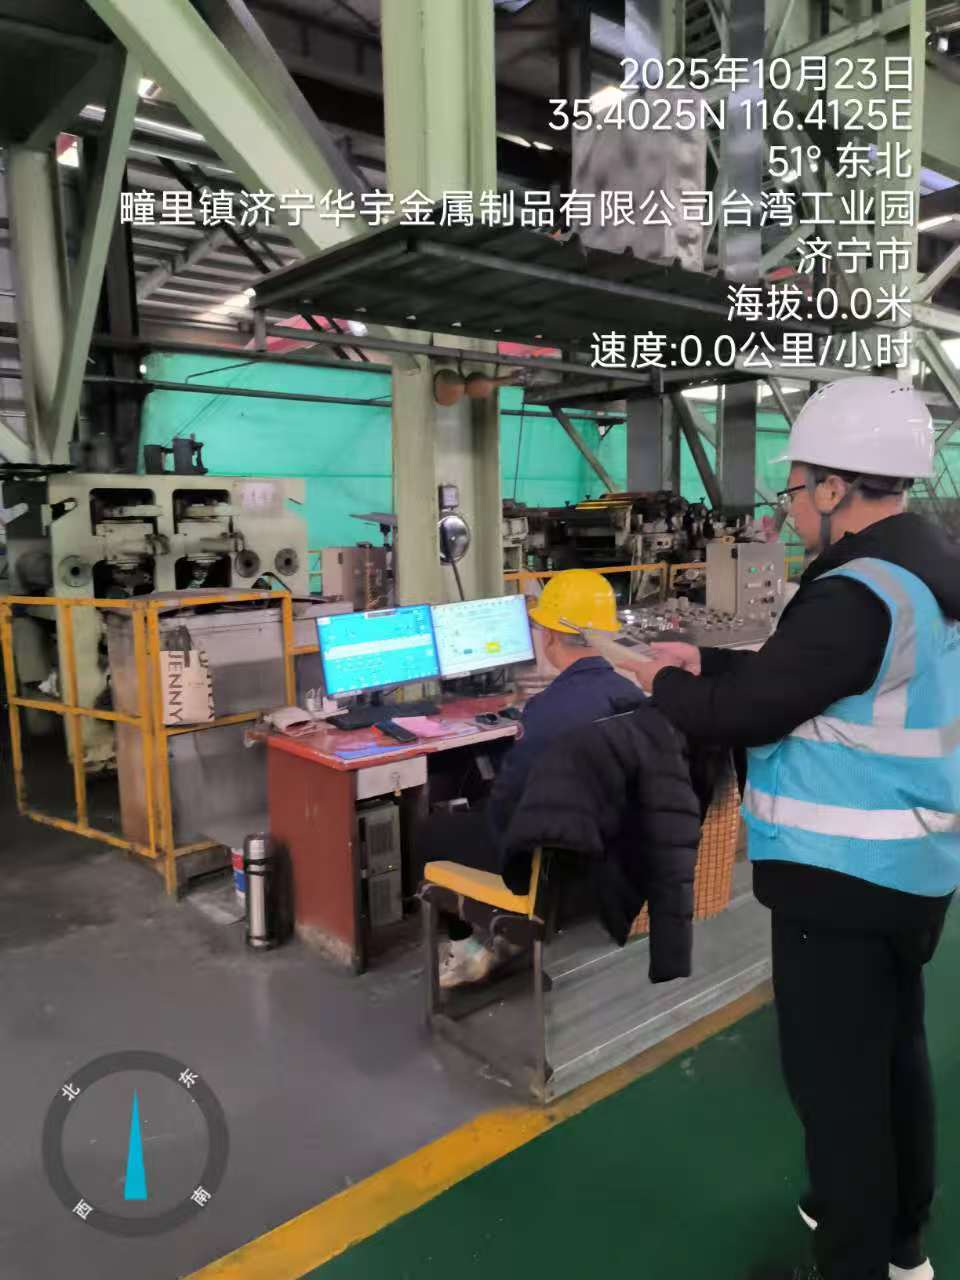 2025年10月23日
35.4025N 116.4125E
51° 东北
疃里镇济宁华宇金属制品有限公司台湾工业园
济宁市
海拔:0.0米
速度:0.0公里/小时
JENNY
北
东
西
南